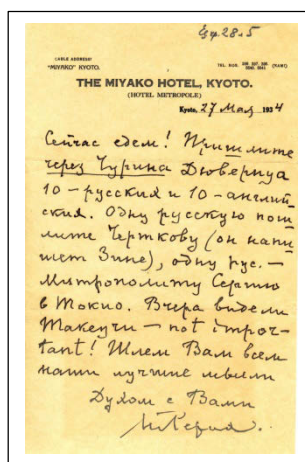 CABLE ADDRESS:
"MIYAKO" KYOTO.
THE MIYAKO HOTEL, KYOTO.
(HOTEL METROPOLE)
Kyoto, 27 Мая 1934
Сейчас едем! Пришлите
через Чурина Дювернуа
10 – русских и 10 – англий-
ских. Одну русскую пош-
лите Черткову (он напи-
шет Зине), одну рус. –
Митрополиту Сергию
в Токио. Вчера видели
Такеучи – not impor-
tant! Шлем Вам всем
наши лучшие мысли
Духом с Вами